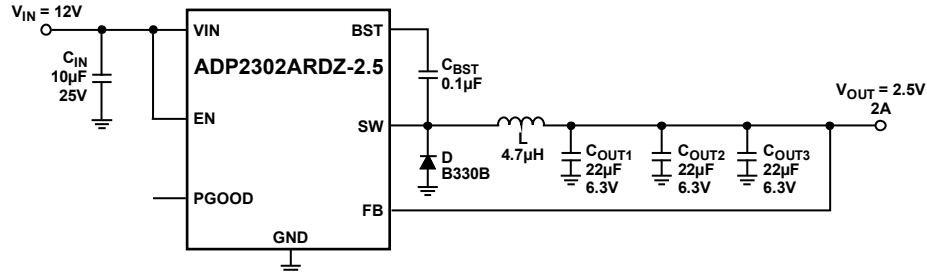 VIN = 12V
CIN
10µF
25V
VIN
EN
PGOOD
ADP2302ARDZ-2.5
BST
SW
FB
GND
CBST
0.1µF
L
4.7µH
D
B330B
COUT1
22µF
6.3V
COUT2
22µF
6.3V
COUT3
22µF
6.3V
VOUT = 2.5V
2A